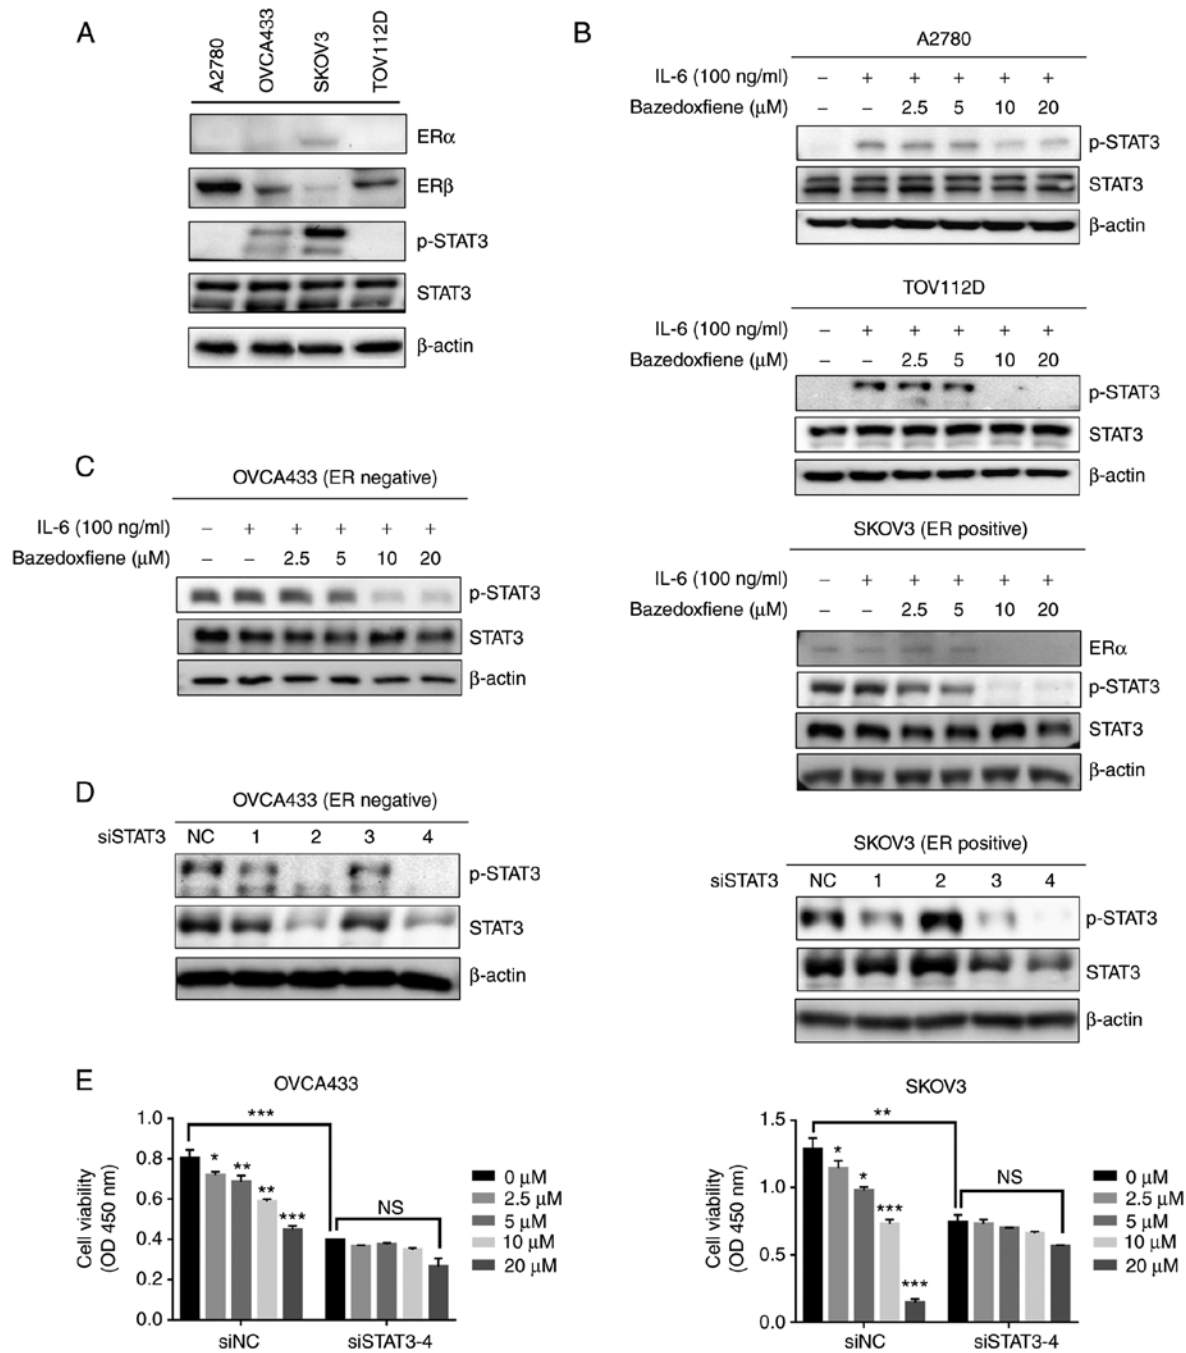 A
A2780
OVCA433
SKOV3
TOV112D
ERα
ERβ
p-STAT3
STAT3
β-actin
B
A2780
IL-6 (100 ng/ml) – + + + + +
Bazedoxfiene (μM) – – 2.5 5 10 20
p-STAT3
STAT3
β-actin
TOV112D
IL-6 (100 ng/ml) – + + + + +
Bazedoxfiene (μM) – – 2.5 5 10 20
p-STAT3
STAT3
β-actin
SKOV3 (ER positive)
IL-6 (100 ng/ml) – + + + + +
Bazedoxfiene (μM) – – 2.5 5 10 20
ERα
p-STAT3
STAT3
β-actin
C
OVCA433 (ER negative)
IL-6 (100 ng/ml) – + + + + +
Bazedoxfiene (μM) – – 2.5 5 10 20
p-STAT3
STAT3
β-actin
D
OVCA433 (ER negative)
siSTAT3 NC 1 2 3 4
p-STAT3
STAT3
β-actin
SKOV3 (ER positive)
siSTAT3 NC 1 2 3 4
p-STAT3
STAT3
β-actin
E
OVCA433
Cell viability
(OD 450 nm)
1.0
0.8
0.6
0.4
0.2
0.0
***
* ** ** ***
NS
siNC siSTAT3-4
0 μM
2.5 μM
5 μM
10 μM
20 μM
SKOV3
Cell viability
(OD 450 nm)
1.5
1.0
0.5
0.0
**
* * *** ***
NS
siNC siSTAT3-4
0 μM
2.5 μM
5 μM
10 μM
20 μM